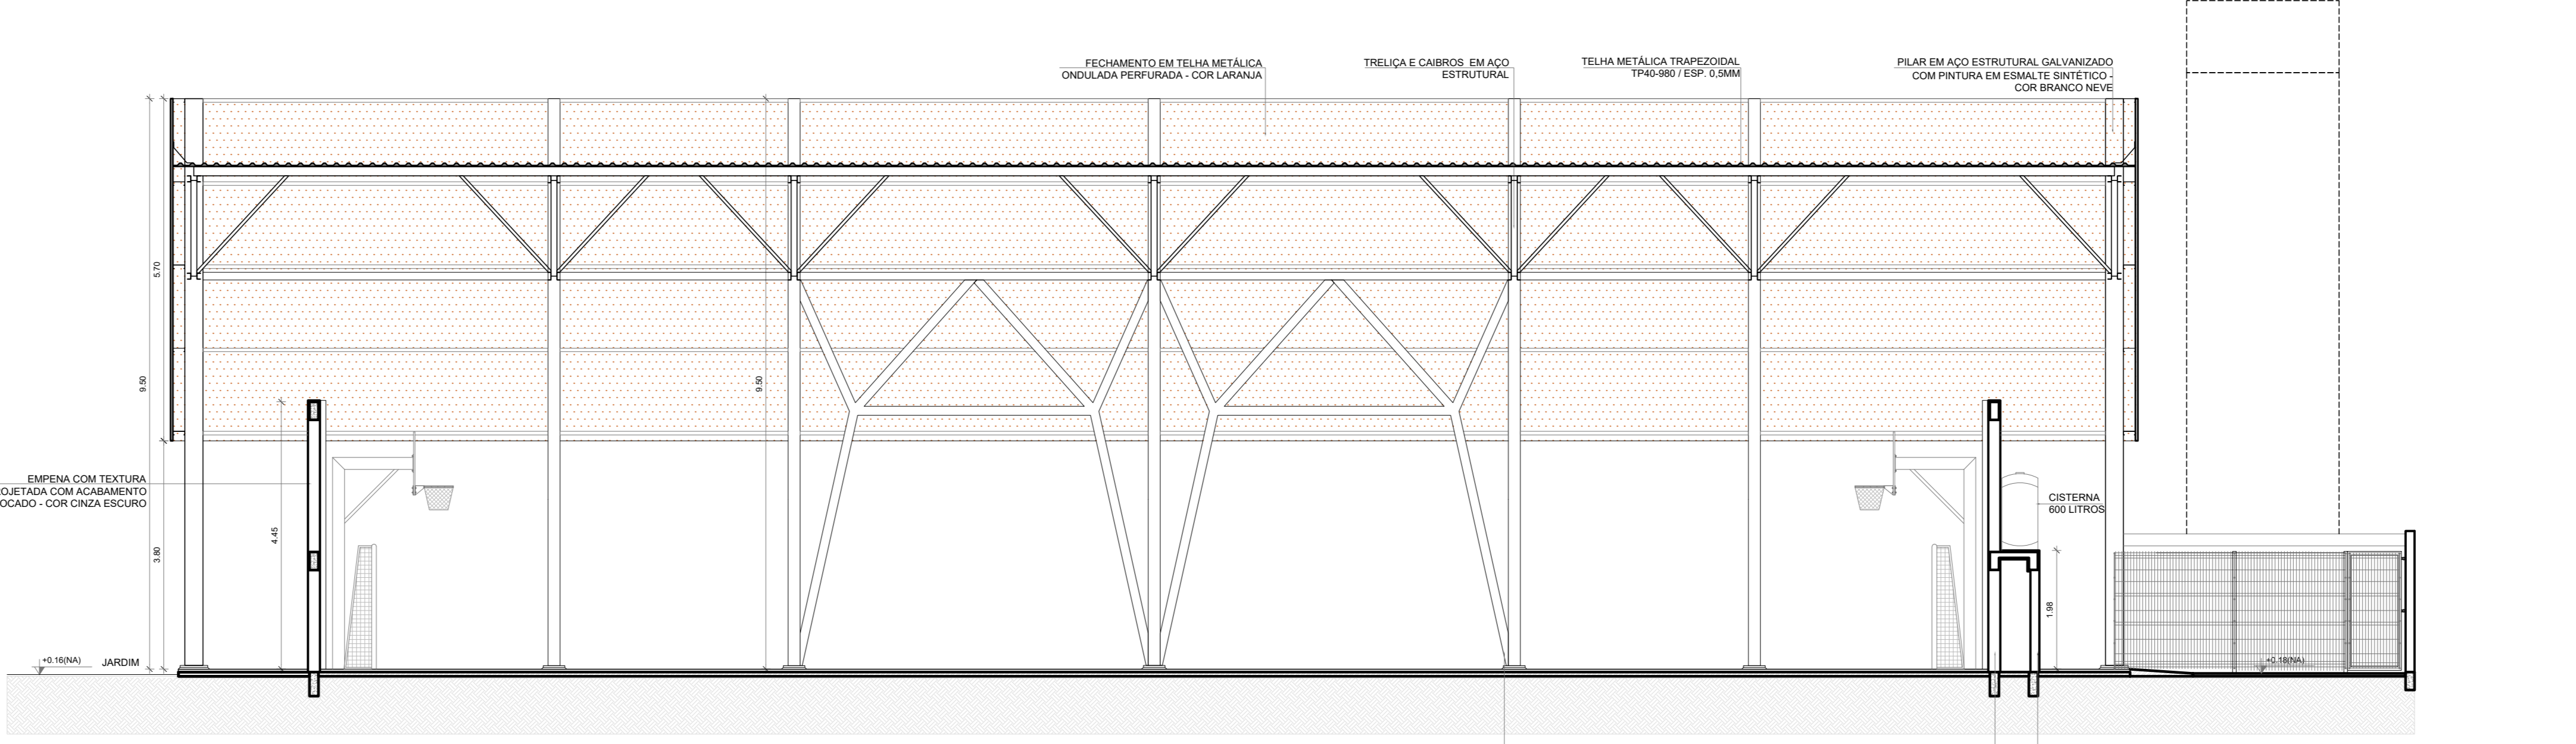 FECHAMENTO EM TELHA METÁLICA
ONDULADA PERFURADA - COR LARANJA
TRELIÇA E CAIBROS EM AÇO
ESTRUTURAL
TELHA METÁLICA TRAPEZOIDAL
TP40-980 / ESP. 0,5MM
PILAR EM AÇO ESTRUTURAL GALVANIZADO
COM PINTURA EM ESMALTE SINTÉTICO -
COR BRANCO NEVE
5.70
9.50
9.50
EMPENA COM TEXTURA
OJETADA COM ACABAMENTO
OCADO - COR CINZA ESCURO
4.45
3.80
CISTERNA
600 LITROS
1.98
+0.16(NA)
JARDIM
+0.18(NA)